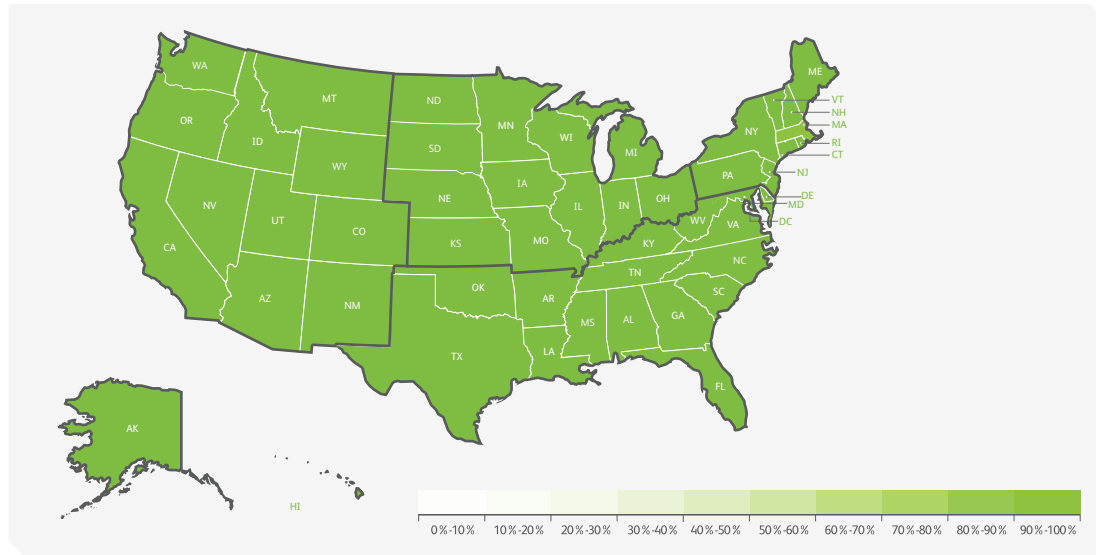 WA
ME
MT
ND
VT
NH
OR
MN
MA
NY
WI
ID
RI
SD
MI
CT
WY
NJ
PA
IA
NE
DE
OH
MD
NV
IL
IN
UT
WV
DC
VA
CO
MO
KS
KY
CA
NC
TN
OK
SC
AZ
AR
NM
GA
AL
MS
LA
TX
FL
AK
HI
0%-10% 10%-20% 20%-30% 30%-40% 40%-50% 50%-60% 60%-70% 70%-80% 80%-90% 90%-100%